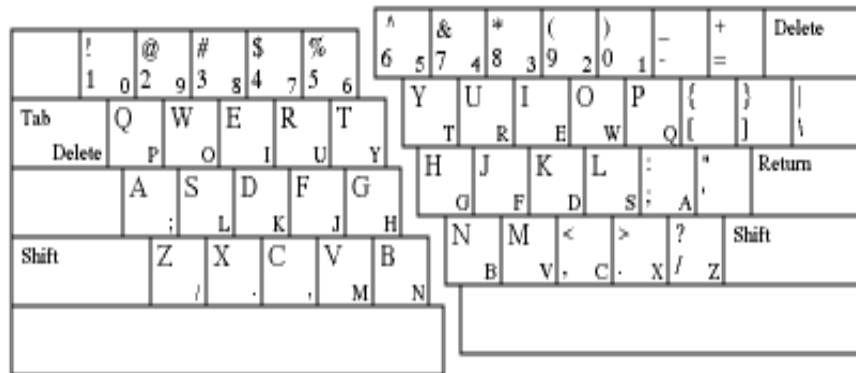 ! @ # $ %
1 0 2 9 3 8 4 7 5 6
Tab Q W E R T
Delete P O I U Y
A S D F G
; L K J H
Shift Z X C V B
/ . , M N
^ & * ( ) _ + Delete
6 5 7 4 8 3 9 2 0 1 - =
Y U I O P { } |
T R E W Q [ ] \
H J K L : " Return
G F D S ; A '
N M < > ? Shift
B V , C . X / Z